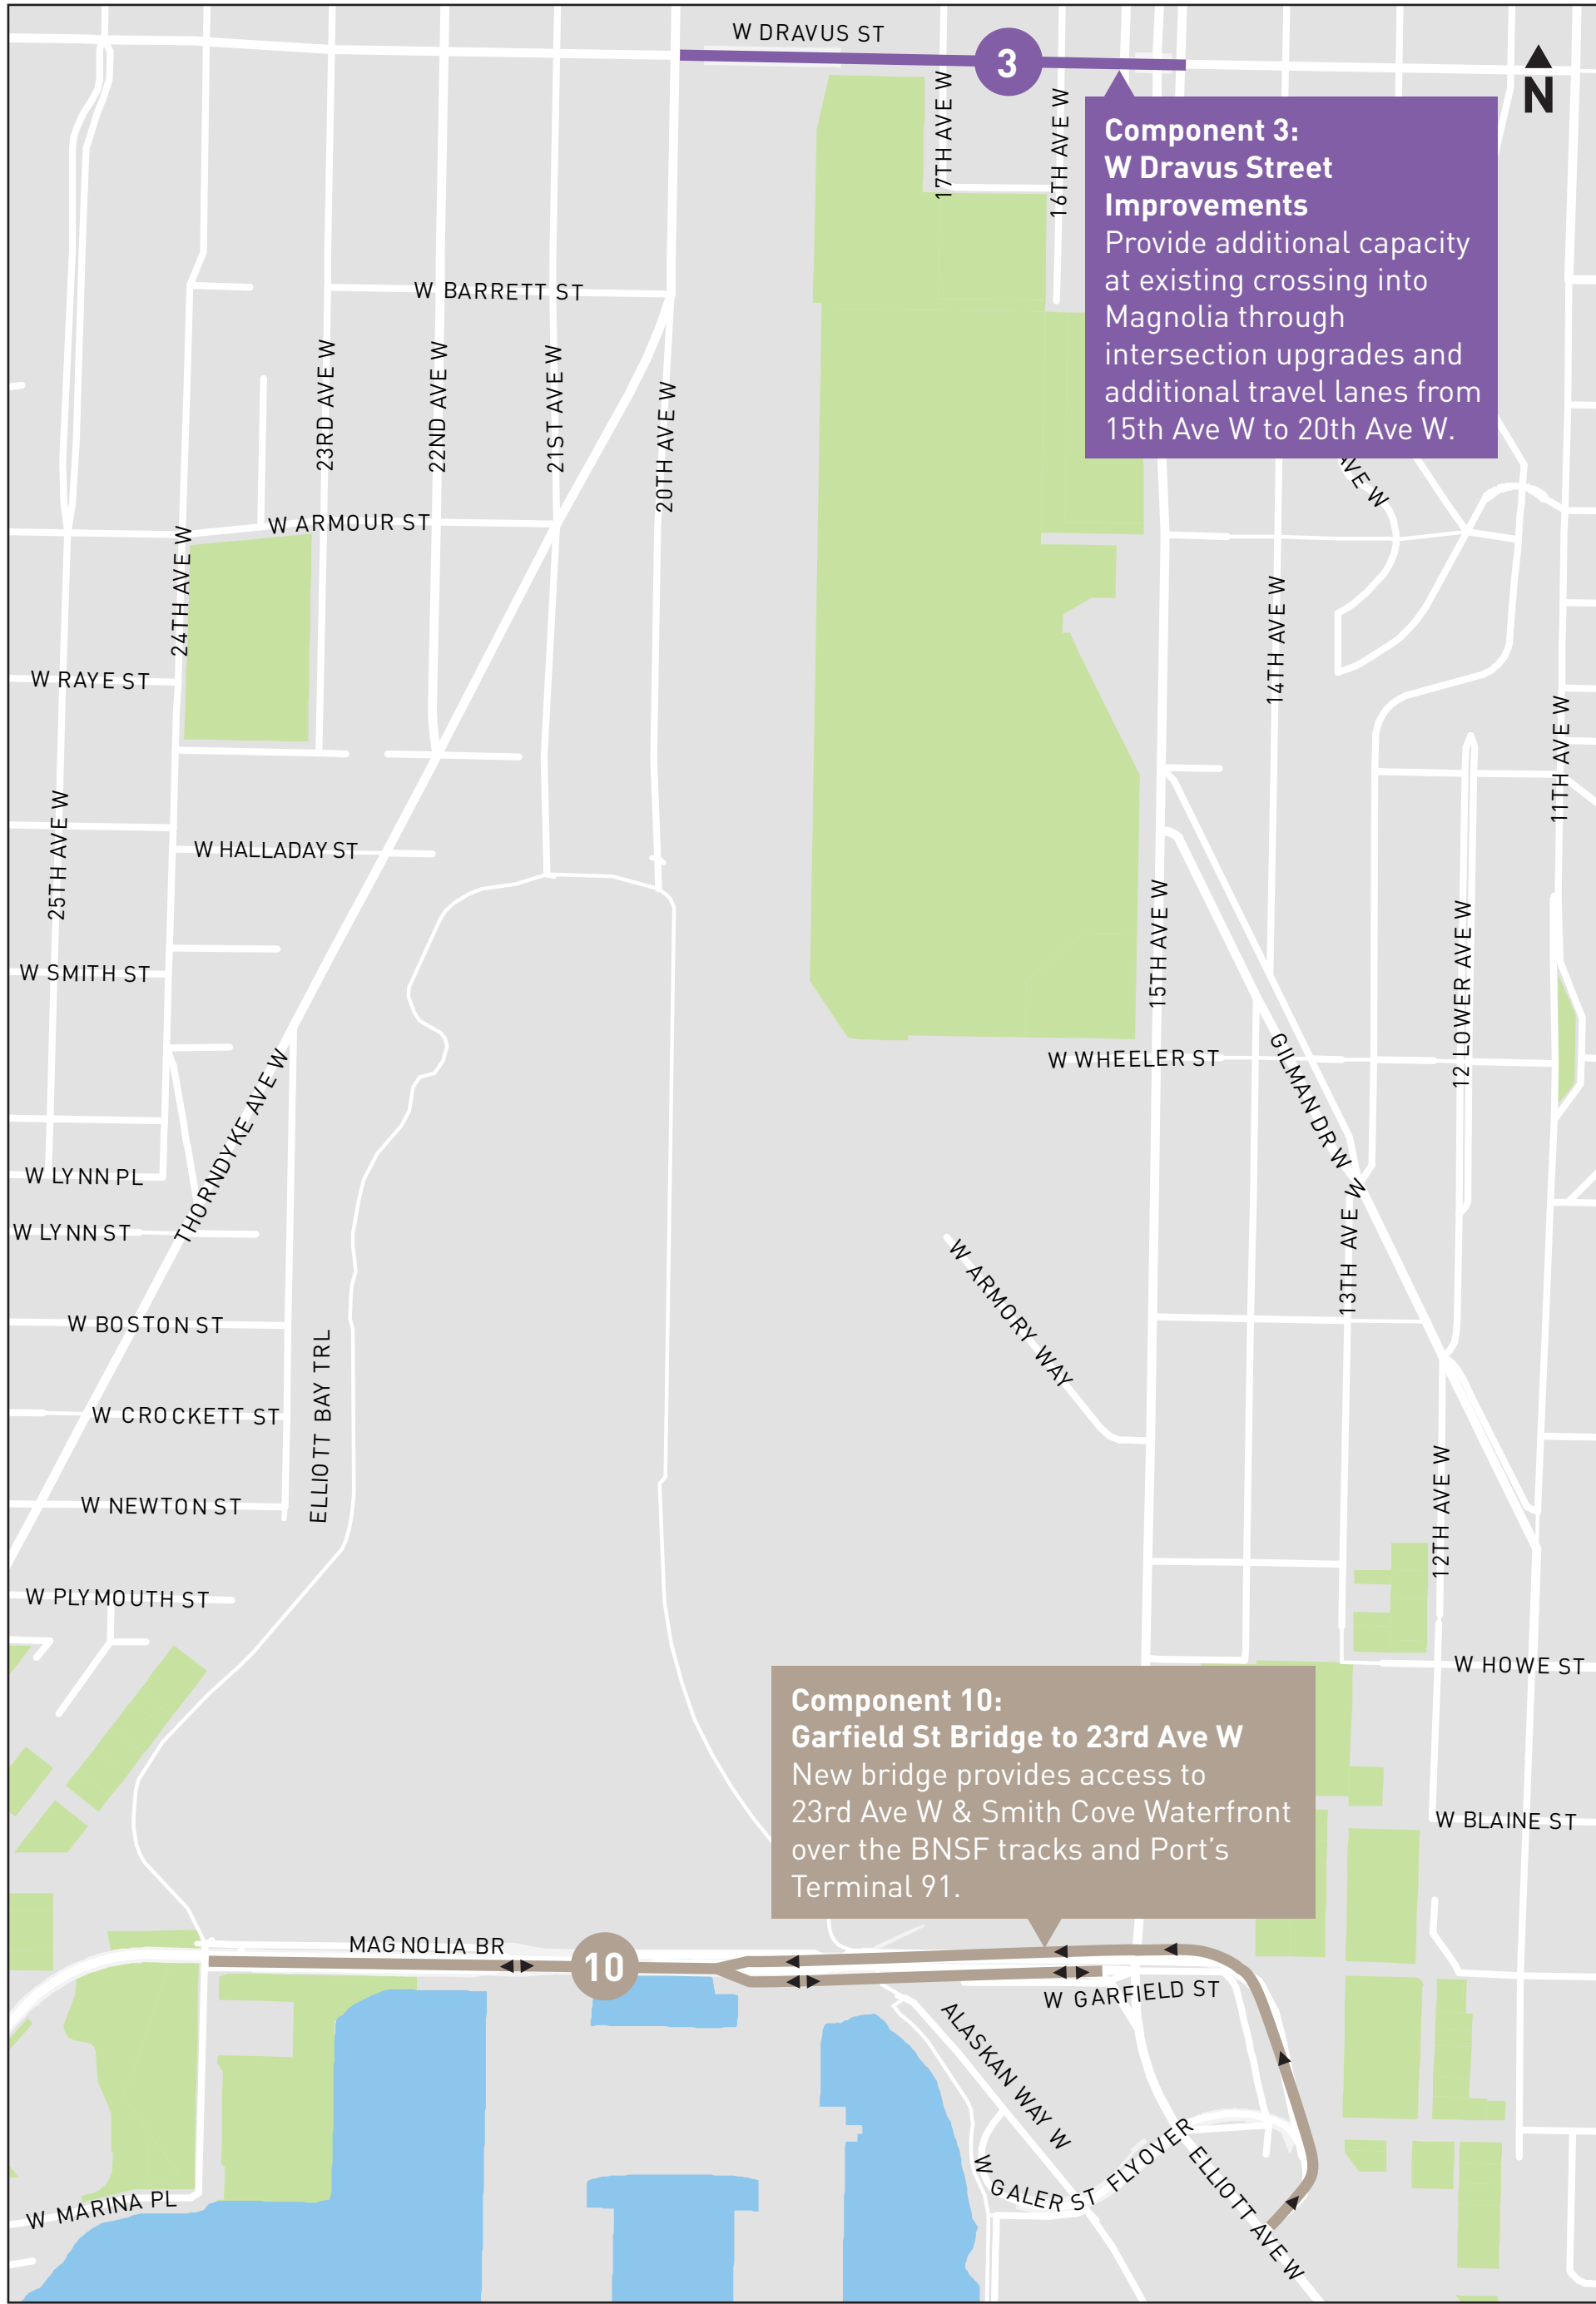 W DRAVUS ST
3
N
17TH AVE W
16TH AVE W
Component 3:
W Dravus Street
Improvements
Provide additional capacity
at existing crossing into
Magnolia through
intersection upgrades and
additional travel lanes from
15th Ave W to 20th Ave W.
W BARRETT ST
23RD AVE W
22ND AVE W
21ST AVE W
20TH AVE W
AVE W
W ARMOUR ST
24TH AVE W
14TH AVE W
W RAYE ST
11TH AVE W
25TH AVE W
W HALLADAY ST
15TH AVE W
12 LOWER AVE W
W SMITH ST
W WHEELER ST
GILMAN DR W
THORNDYKE AVE W
W LYNN PL
13TH AVE W
W LYNN ST
W ARMORY WAY
W BOSTON ST
ELLIOTT BAY TRL
W CROCKETT ST
12TH AVE W
W NEWTON ST
W PLYMOUTH ST
W HOWE ST
Component 10:
Garfield St Bridge to 23rd Ave W
New bridge provides access to
23rd Ave W & Smith Cove Waterfront
over the BNSF tracks and Port's
Terminal 91.
W BLAINE ST
MAGNOLIA BR
10
W GARFIELD ST
ALASKAN WAY W
W GALER ST FLYOVER
ELLIOTT AVE W
W MARINA PL